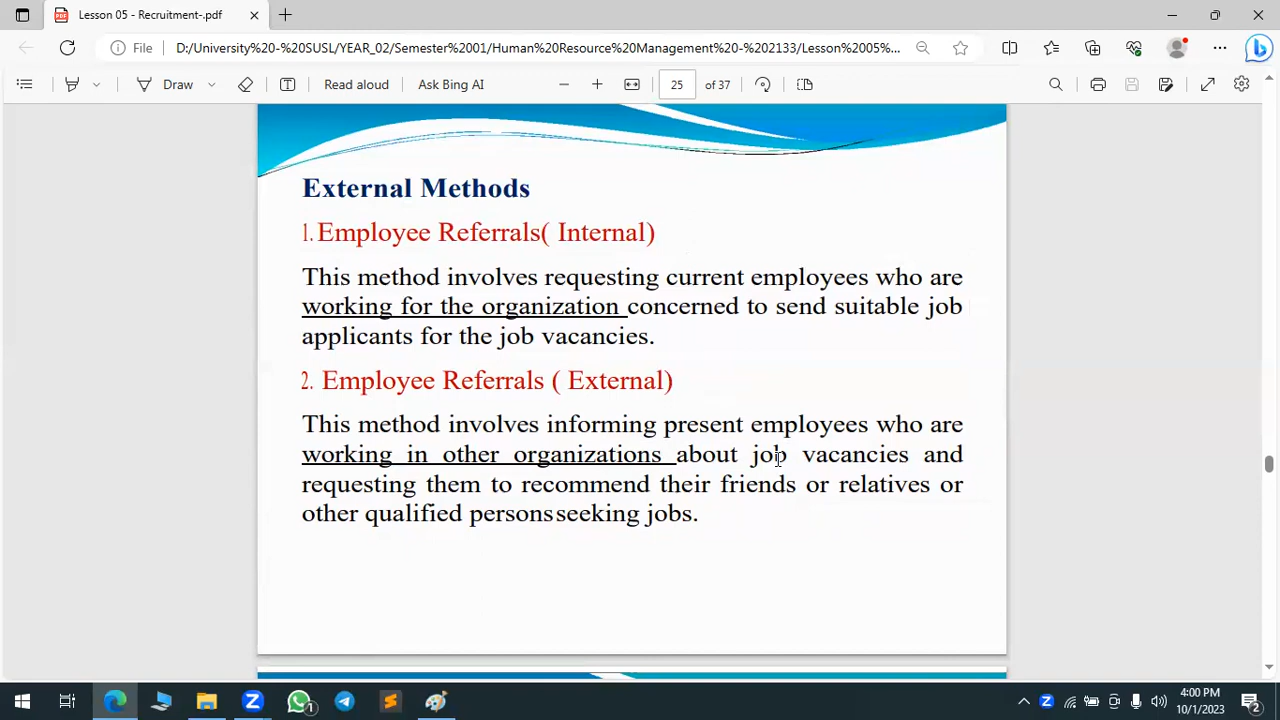 Lesson 05 - Recruitment-.pdf
File D:/University%20-%20SUSL/YEAR_02/Semester%2001/Human%20Resource%20Management%20-%202133/Lesson%2005%...
Draw Read aloud Ask Bing AI 25 of 37
External Methods
1. Employee Referrals( Internal)
This method involves requesting current employees who are
working for the organization concerned to send suitable job
applicants for the job vacancies.
2. Employee Referrals ( External)
This method involves informing present employees who are
working in other organizations about job vacancies and
requesting them to recommend their friends or relatives or
other qualified persons seeking jobs.
1
4:00 PM
10/1/2023
2